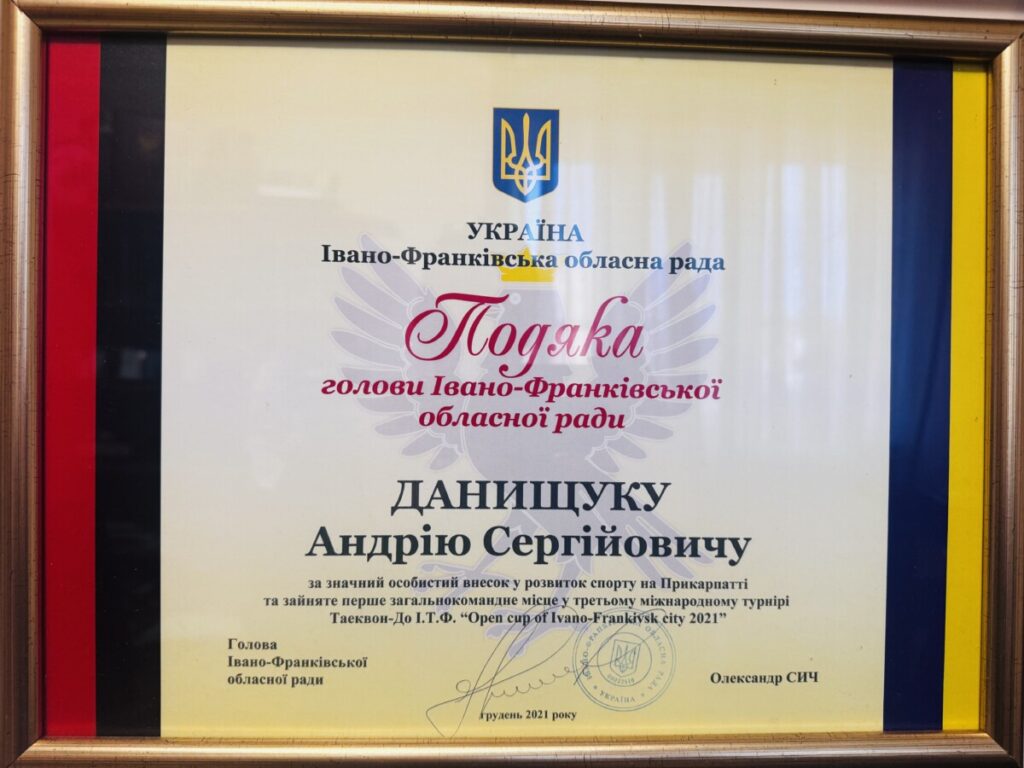 УКРАЇНА
Івано-Франківська обласна рада
Подяка
голови Івано-Франківської
обласної ради
ДАНИЩУКУ
Андрію Сергійовичу
за значний особистий внесок у розвиток спорту на Прикарпатті
та зайняте перше загальнокомандне місце у третьому міжнародному турнірі
Таеквон-До І.Т.Ф. “Open cup of Ivano-Frankivsk city 2021”
Голова
Івано-Франківської
обласної ради
Олександр СИЧ
УКРАЇНА
грудень 2021 року